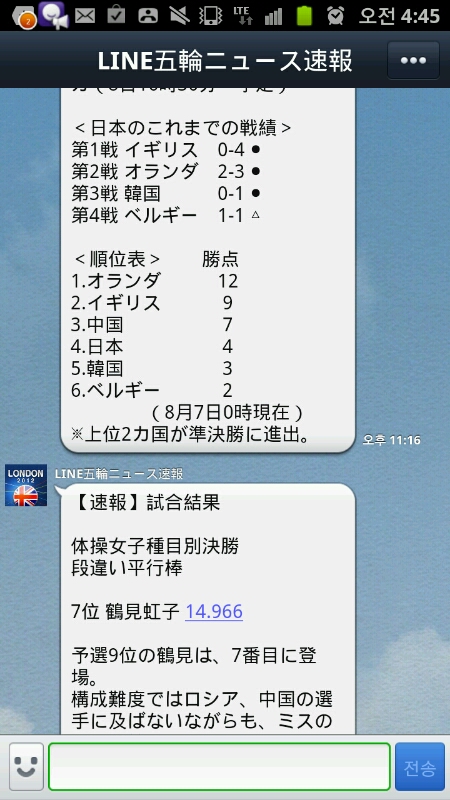 LTE
오전 4:45
LINE五輪ニュース速報
<日本のこれまでの戦績>
第1戦 イギリス 0-4 ●
第2戦 オランダ 2-3 ●
第3戦 韓国 0-1 ●
第4戦 ベルギー 1-1 △
<順位表> 勝点
1.オランダ 12
2.イギリス 9
3.中国 7
4.日本 4
5.韓国 3
6.ベルギー 2
(8月7日0時現在)
※上位2カ国が準決勝に進出。
오후 11:16
LONDON
2012
LINE五輪ニュース速報
【速報】試合結果
体操女子種目別決勝
段違い平行棒
7位 鶴見虹子 14.966
予選9位の鶴見は、7番目に登
場。
構成難度ではロシア、中国の選
手に及ばないながらも、ミスの
전송